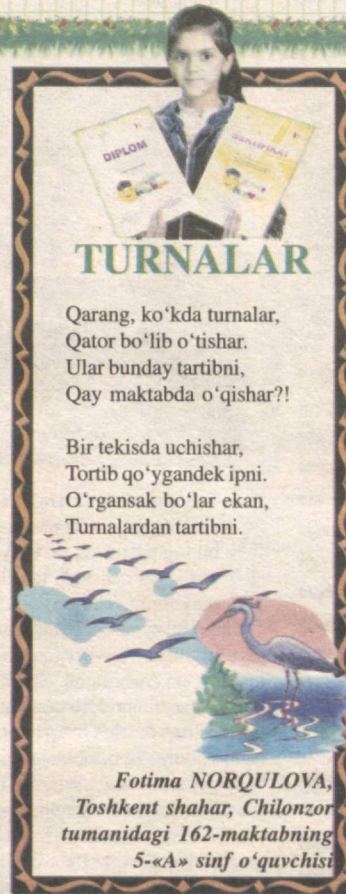 DIPLOM
SERTIFIKAT
TURNALAR
Qarang, ko‘kda turnalar,
Qator bo‘lib o‘tishar.
Ular bunday tartibni,
Qay maktabda o‘qishar?!
Bir tekisda uchishar,
Tortib qo‘ygandek ipni.
O‘rgansak bo‘lar ekan,
Turnalardan tartibni.
Fotima NORQULOVA,
Toshkent shahar, Chilonzor
tumanidagi 162-maktabning
5-«A» sinf o‘quvchisi